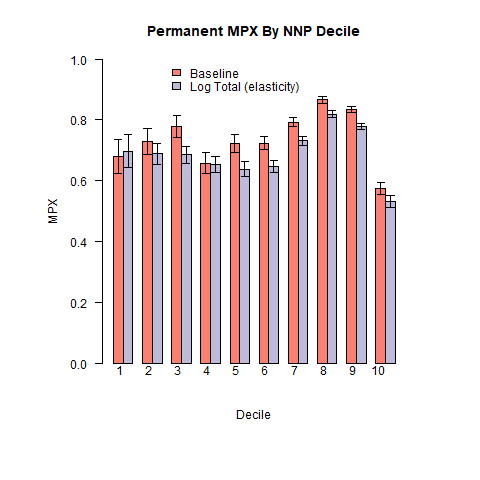 Permanent MPX By NNP Decile
Baseline
Log Total (elasticity)
MPX
1.0
0.8
0.6
0.4
0.2
0.0
1 2 3 4 5 6 7 8 9 10
Decile